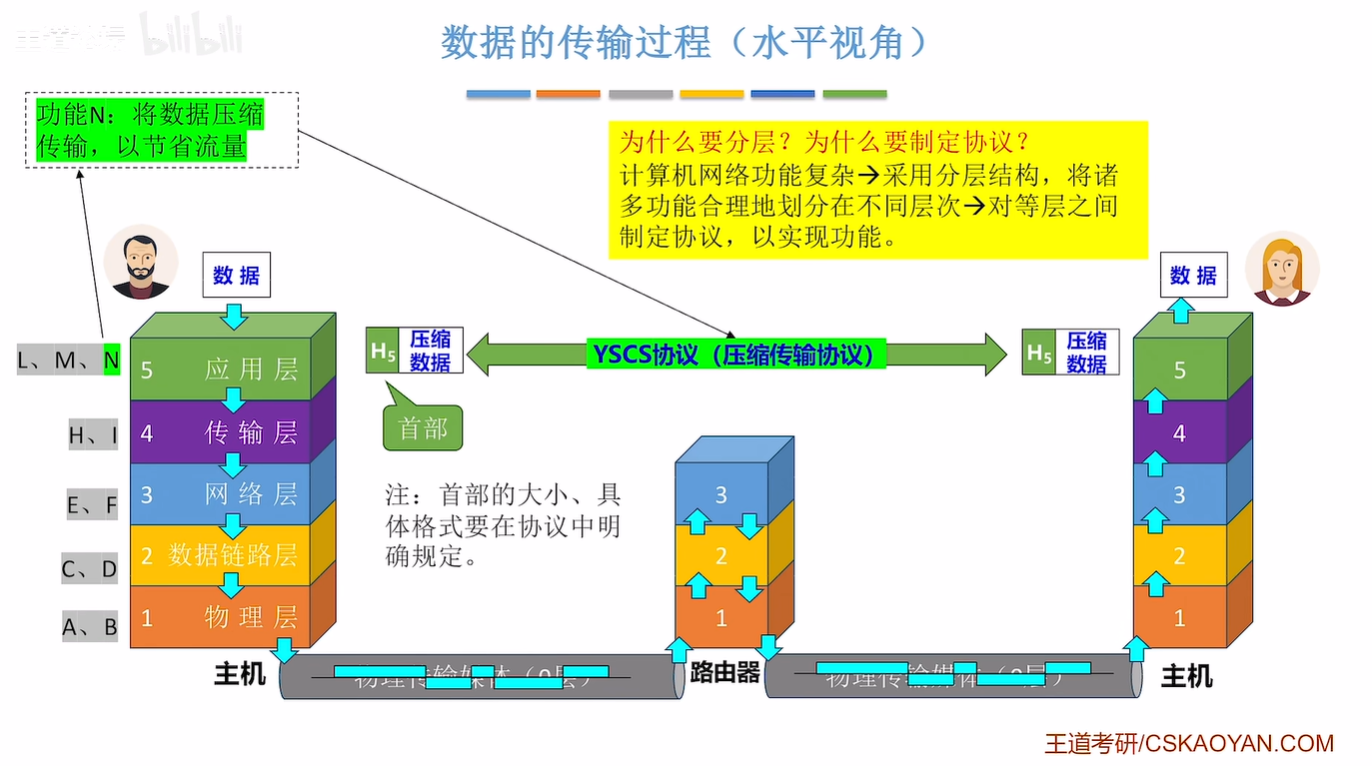 bilibili
数据的传输过程（水平视角）
功能N：将数据压缩
传输，以节省流量
为什么要分层？为什么要制定协议？
计算机网络功能复杂→采用分层结构，将诸
多功能合理地划分在不同层次→对等层之间
制定协议，以实现功能。
数 据
数 据
L、M、N
5 应 用 层
H5 压缩
数据
YSCS协议（压缩传输协议）
H5 压缩
数据
5
首部
H、I
4 传 输 层
4
E、F
3 网 络 层
注：首部的大小、具
体格式要在协议中明
确规定。
3
3
C、D
2 数据链路层
2
2
A、B
1 物 理 层
1
1
主机
物理传输媒体（0层）
路由器
物理传输媒体（0层）
主机
王道考研/CSKAOYAN.COM